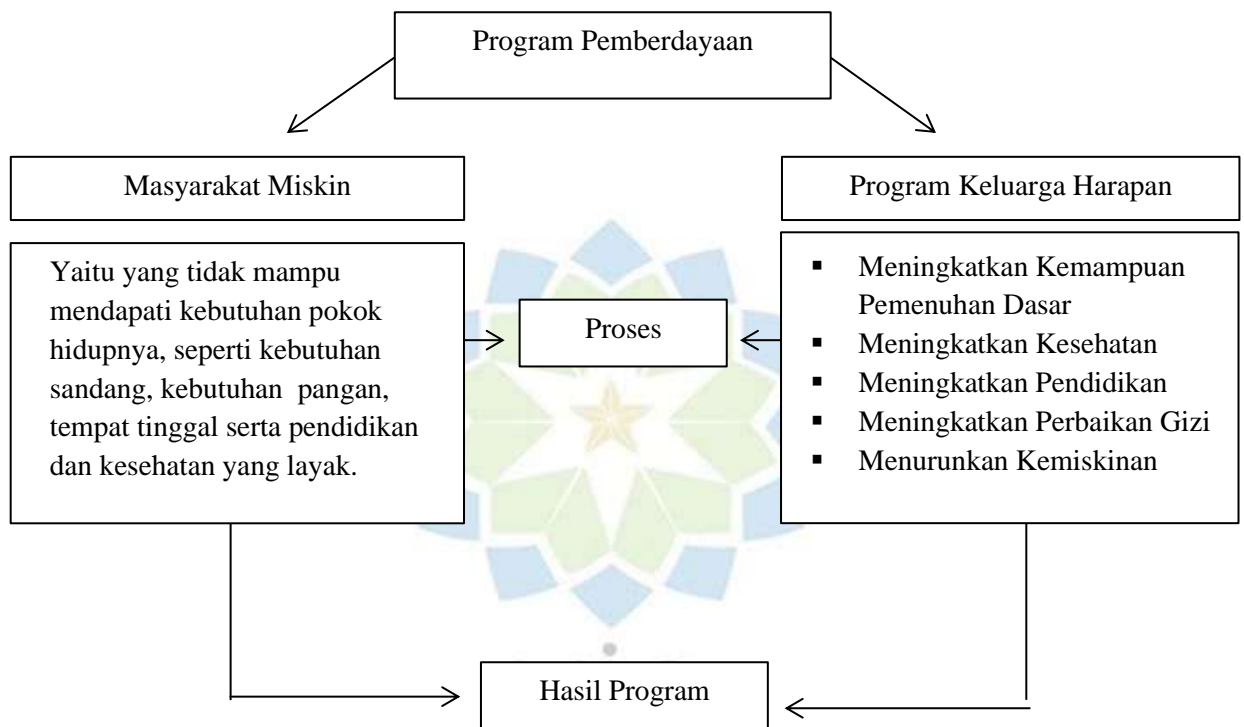 Program Pemberdayaan
Masyarakat Miskin
Yaitu yang tidak mampu
mendapati kebutuhan pokok
hidupnya, seperti kebutuhan
sandang, kebutuhan pangan,
tempat tinggal serta pendidikan
dan kesehatan yang layak.
Proses
Program Keluarga Harapan
▪ Meningkatkan Kemampuan
Pemenuhan Dasar
▪ Meningkatkan Kesehatan
▪ Meningkatkan Pendidikan
▪ Meningkatkan Perbaikan Gizi
▪ Menurunkan Kemiskinan
Hasil Program